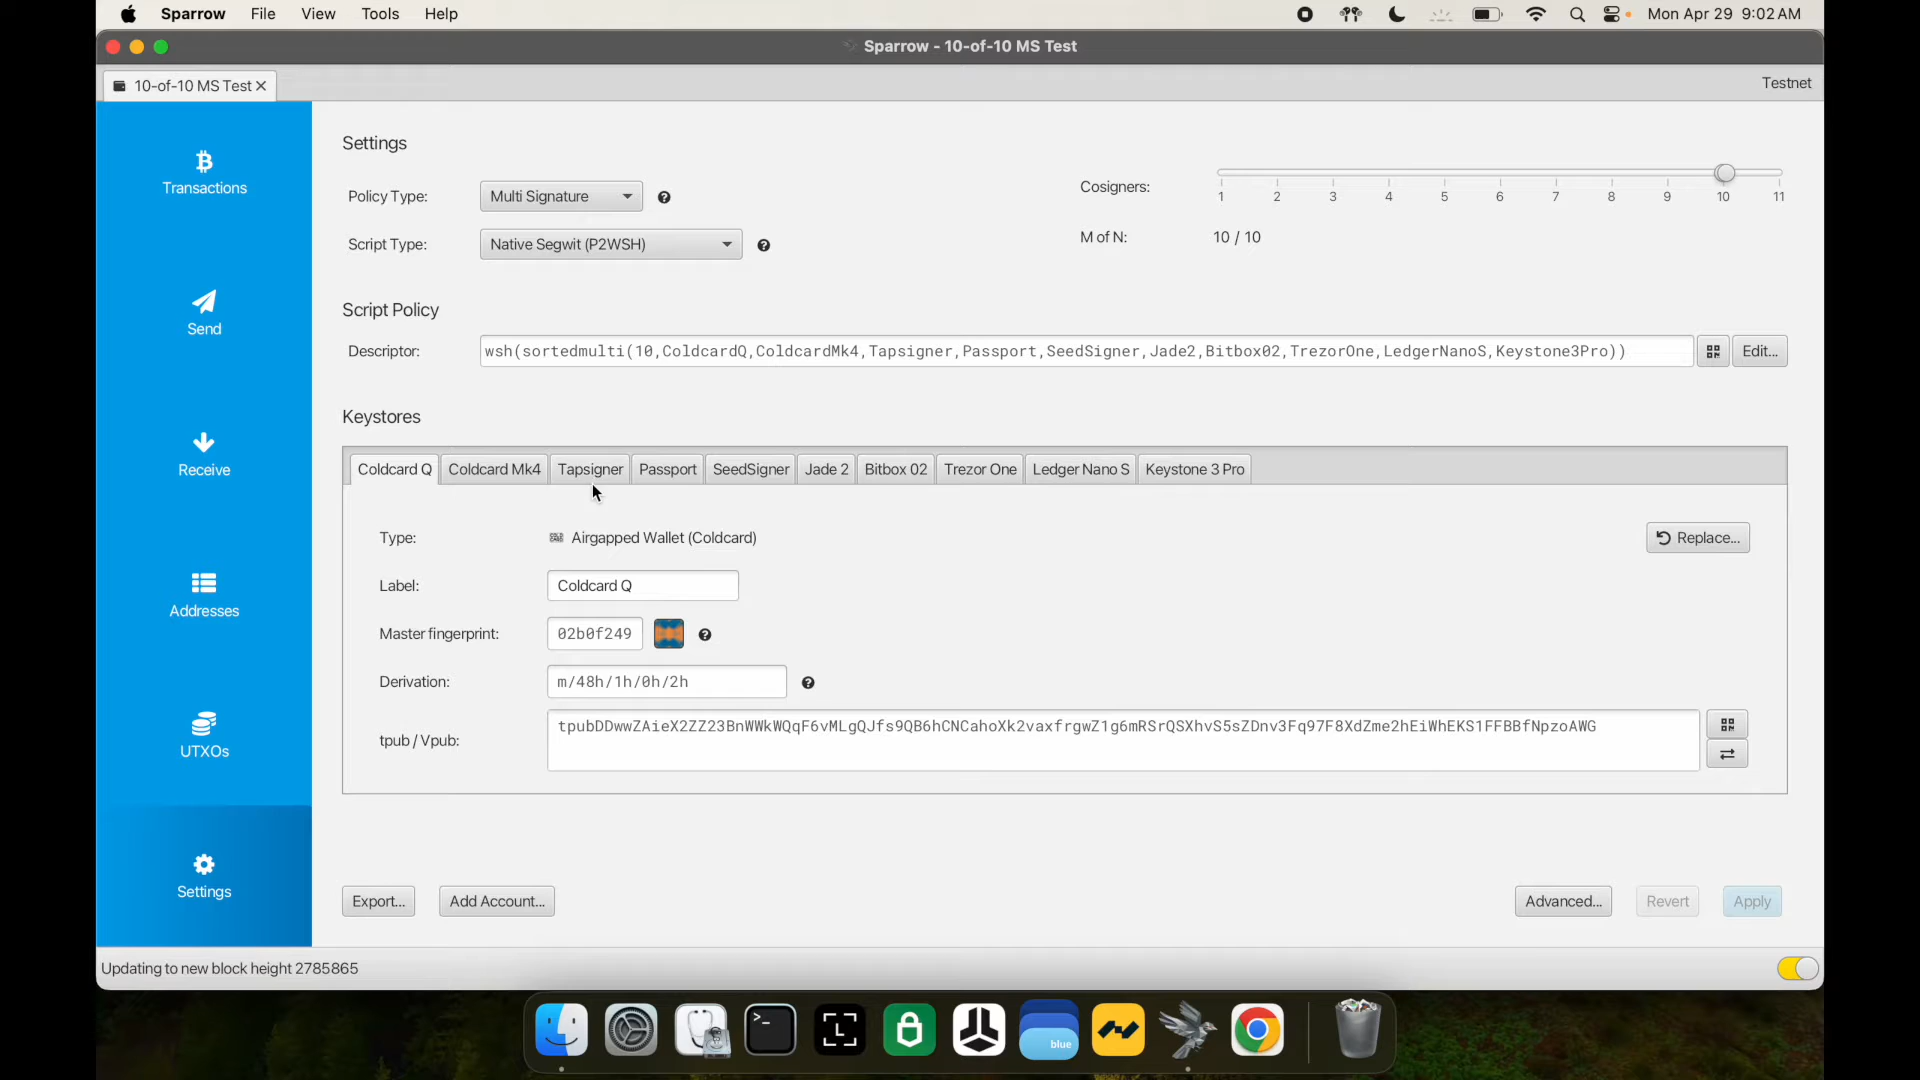 Sparrow File View Tools Help
Mon Apr 29 9:02 AM
Sparrow - 10-of-10 MS Test
10-of-10 MS Test
Testnet
Transactions
Send
Receive
Addresses
UTXOs
Settings
Settings
Policy Type: Multi Signature
Cosigners: 1 2 3 4 5 6 7 8 9 10 11
Script Type: Native Segwit (P2WSH)
M of N: 10 / 10
Script Policy
Descriptor: wsh(sortedmulti(10,ColdcardQ,ColdcardMk4,Tapsigner,Passport,SeedSigner,Jade2,Bitbox02,TrezorOne,LedgerNanoS,Keystone3Pro)) Edit...
Keystores
Coldcard Q Coldcard Mk4 Tapsigner Passport SeedSigner Jade 2 Bitbox 02 Trezor One Ledger Nano S Keystone 3 Pro
Type: Airgapped Wallet (Coldcard) Replace...
Label: Coldcard Q
Master fingerprint: 02b0f249
Derivation: m/48h/1h/0h/2h
tpub / Vpub: tpubDDwwZAieX2ZZ23BnWWkWQqF6vMLgQJfs9QB6hCNCahoXk2vaxfrgwZ1g6mRSrQSXhvS5sZDnv3Fq97F8XdZme2hEiWhEKS1FFBBfNpzoAWG
Export... Add Account... Advanced... Revert Apply
Updating to new block height 2785865
L
blue